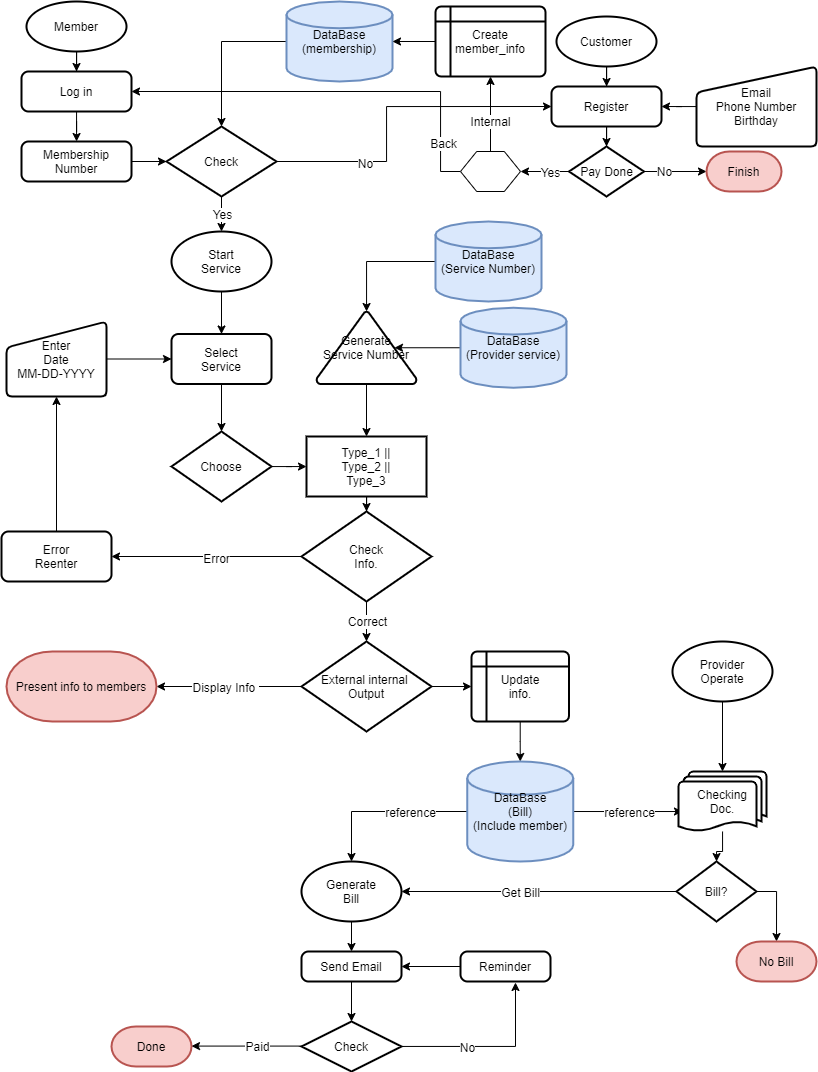 Member
DataBase
(membership)
Create
member_info
Customer
Log in
Register
Email
Phone Number
Birthday
Internal
Back
Membership
Number
Check
No
Yes
Pay Done
No
Finish
Yes
Start
Service
DataBase
(Service Number)
Enter
Date
MM-DD-YYYY
Select
Service
Generate
Service Number
DataBase
(Provider service)
Choose
Type_1 ||
Type_2 ||
Type_3
Error
Reenter
Error
Check
Info.
Correct
Present info to members
Display Info
External internal
Output
Update
info.
Provider
Operate
DataBase
(Bill)
(Include member)
reference
reference
Checking
Doc.
Generate
Bill
Get Bill
Bill?
No Bill
Send Email
Reminder
Done
Paid
Check
No